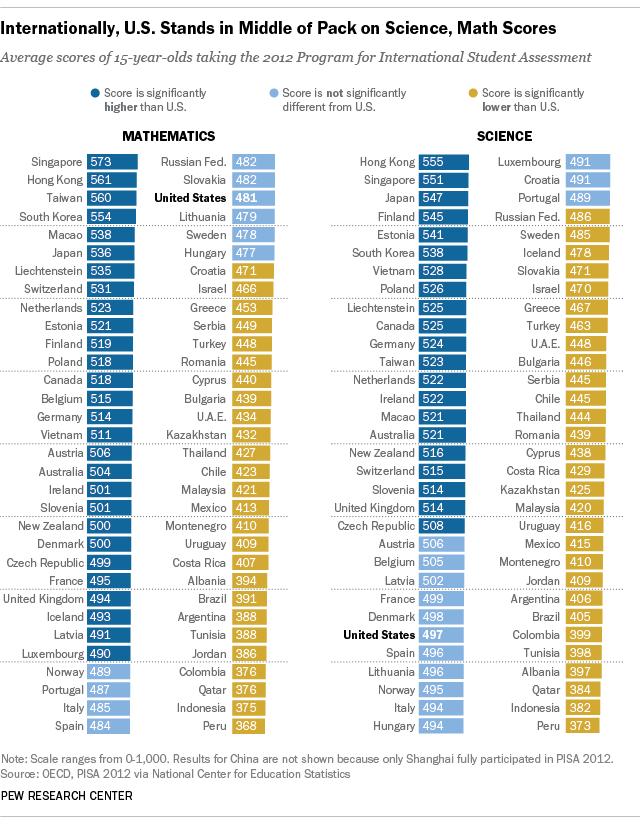 Internationally, U.S. Stands in Middle of Pack on Science, Math Scores
Average scores of 15-year-olds taking the 2012 Program for International Student Assessment
Score is significantly
higher than U.S.
Score is not significantly
different from U.S.
Score is significantly
lower than U.S.
MATHEMATICS
Singapore 573
Hong Kong 561
Taiwan 560
South Korea 554
Macao 538
Japan 536
Liechtenstein 535
Switzerland 531
Netherlands 523
Estonia 521
Finland 519
Poland 518
Canada 518
Belgium 515
Germany 514
Vietnam 511
Austria 506
Australia 504
Ireland 501
Slovenia 501
New Zealand 500
Denmark 500
Czech Republic 499
France 495
United Kingdom 494
Iceland 493
Latvia 491
Luxembourg 490
Norway 489
Portugal 487
Italy 485
Spain 484
Russian Fed. 482
Slovakia 482
United States 481
Lithuania 479
Sweden 478
Hungary 477
Croatia 471
Israel 466
Greece 453
Serbia 449
Turkey 448
Romania 445
Cyprus 440
Bulgaria 439
U.A.E. 434
Kazakhstan 432
Thailand 427
Chile 423
Malaysia 421
Mexico 413
Montenegro 410
Uruguay 409
Costa Rica 407
Albania 394
Brazil 391
Argentina 388
Tunisia 388
Jordan 386
Colombia 376
Qatar 376
Indonesia 375
Peru 368
SCIENCE
Hong Kong 555
Singapore 551
Japan 547
Finland 545
Estonia 541
South Korea 538
Vietnam 528
Poland 526
Liechtenstein 525
Canada 525
Germany 524
Taiwan 523
Netherlands 522
Ireland 522
Macao 521
Australia 521
New Zealand 516
Switzerland 515
Slovenia 514
United Kingdom 514
Czech Republic 508
Austria 506
Belgium 505
Latvia 502
France 499
Denmark 498
United States 497
Spain 496
Lithuania 496
Norway 495
Italy 494
Hungary 494
Luxembourg 491
Croatia 491
Portugal 489
Russian Fed. 486
Sweden 485
Iceland 478
Slovakia 471
Israel 470
Greece 467
Turkey 463
U.A.E. 448
Bulgaria 446
Serbia 445
Chile 445
Thailand 444
Romania 439
Cyprus 438
Costa Rica 429
Kazakhstan 425
Malaysia 420
Uruguay 416
Mexico 415
Montenegro 410
Jordan 409
Argentina 406
Brazil 405
Colombia 399
Tunisia 398
Albania 397
Qatar 384
Indonesia 382
Peru 373
Note: Scale ranges from 0-1,000. Results for China are not shown because only Shanghai fully participated in PISA 2012.
Source: OECD, PISA 2012 via National Center for Education Statistics
PEW RESEARCH CENTER